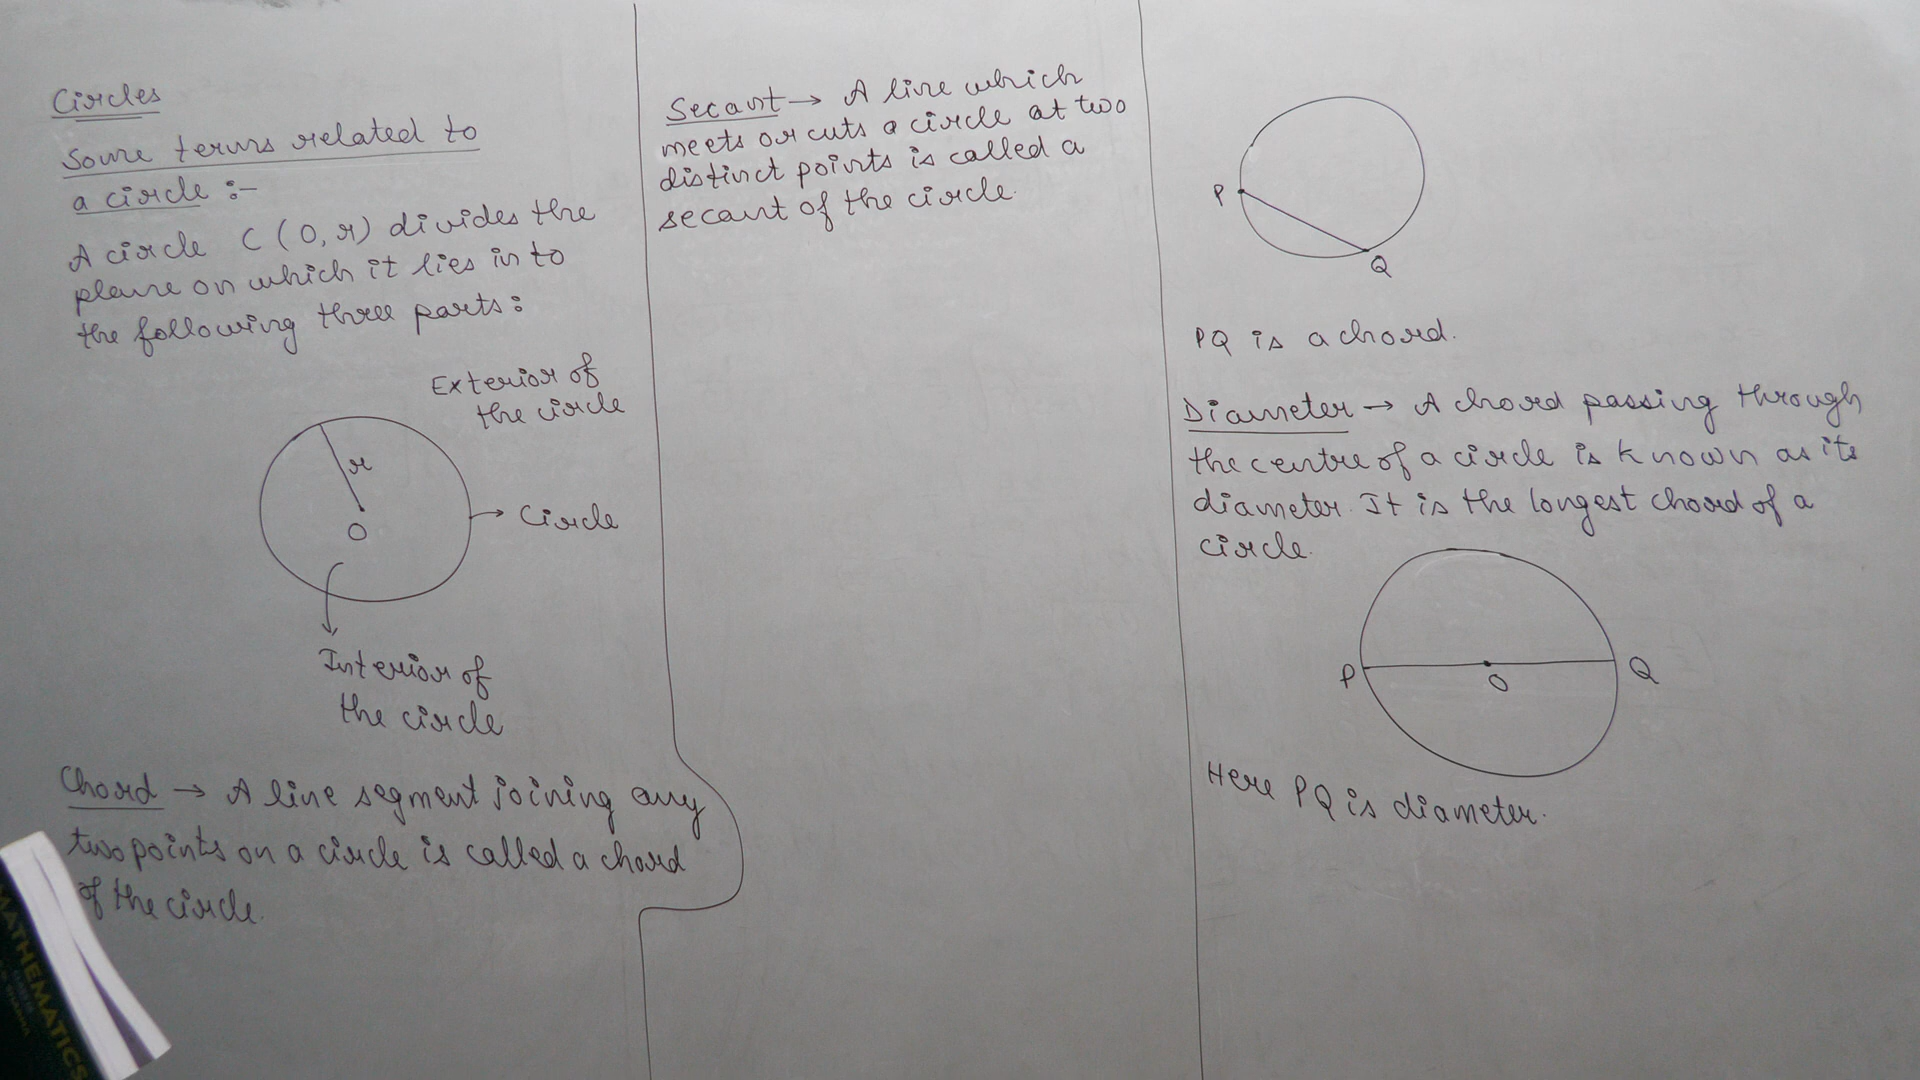 Circles
Some terms related to
a circle :-
A circle C (O, r) divides the
plane on which it lies in to
the following three parts:
Exterior of
the circle
r
O
Circle
Interior of
the circle
Chord → A line segment joining any
two points on a circle is called a chord
of the circle.
MATHEMATICS
Secant → A line which
meets or cuts a circle at two
distinct points is called a
secant of the circle.
P
Q
PQ is a chord.
Diameter → A chord passing through
the centre of a circle is known as its
diameter. It is the longest chord of a
circle.
P
O
Q
Here PQ is diameter.